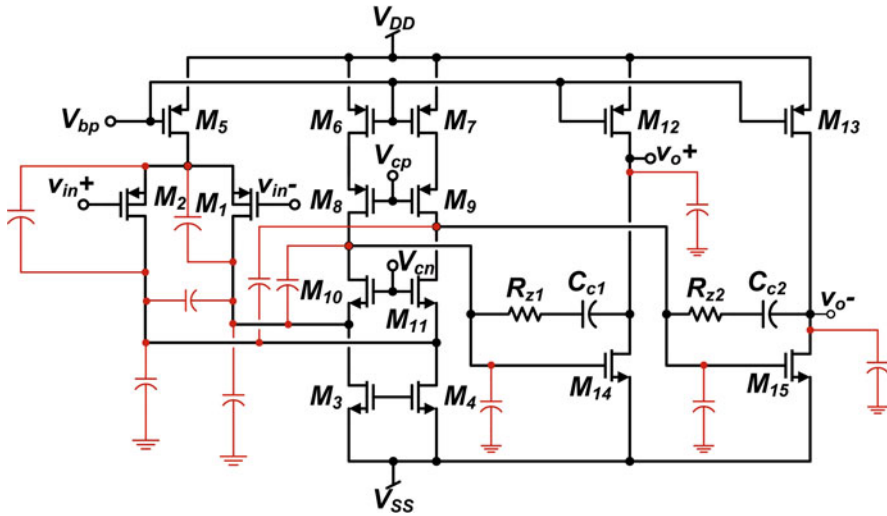 V_DD
V_bp
M_5
M_6
M_7
M_12
M_13
V_cp
v_o+
v_in+
M_2
M_1
v_in-
M_8
M_9
V_cn
M_10
M_11
R_z1
C_c1
R_z2
C_c2
v_o-
M_3
M_4
M_14
M_15
V_SS